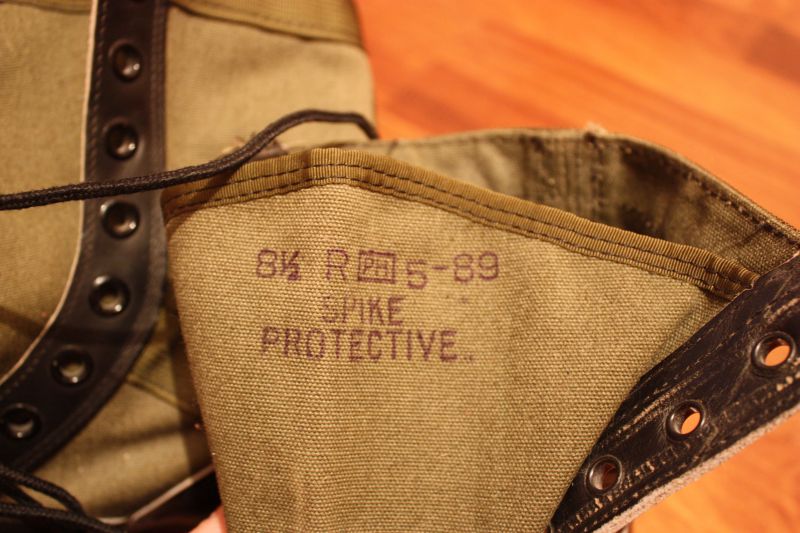 8½ R 5-89
SPIKE
PROTECTIVE..